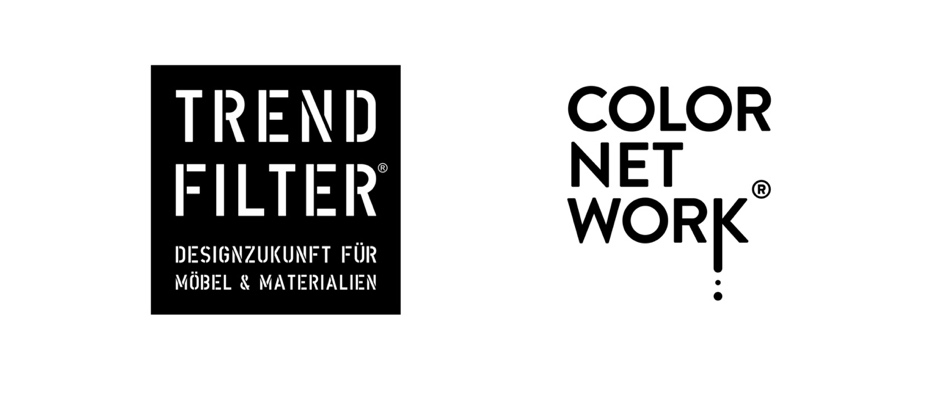 TREND
FILTER®
DESIGNZUKUNFT FÜR
MÖBEL & MATERIALIEN
COLOR
NET
WORK®